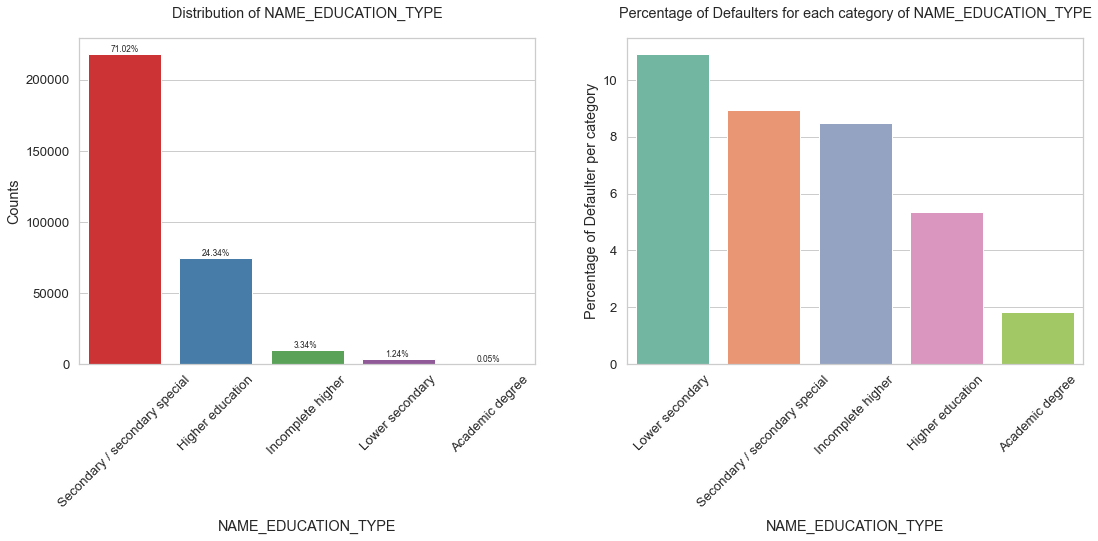 Distribution of NAME_EDUCATION_TYPE
Counts
200000
150000
100000
50000
0
71.02%
24.34%
3.34%
1.24%
0.05%
Secondary / secondary special
Higher education
Incomplete higher
Lower secondary
Academic degree
NAME_EDUCATION_TYPE
Percentage of Defaulters for each category of NAME_EDUCATION_TYPE
Percentage of Defaulter per category
10
8
6
4
2
0
Lower secondary
Secondary / secondary special
Incomplete higher
Higher education
Academic degree
NAME_EDUCATION_TYPE